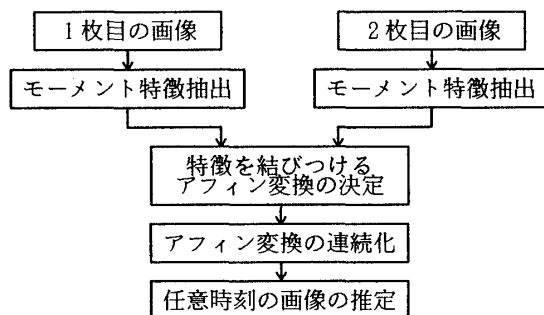 1枚目の画像
2枚目の画像
モーメント特徴抽出
モーメント特徴抽出
特徴を結びつける
アフィン変換の決定
アフィン変換の連続化
任意時刻の画像の推定